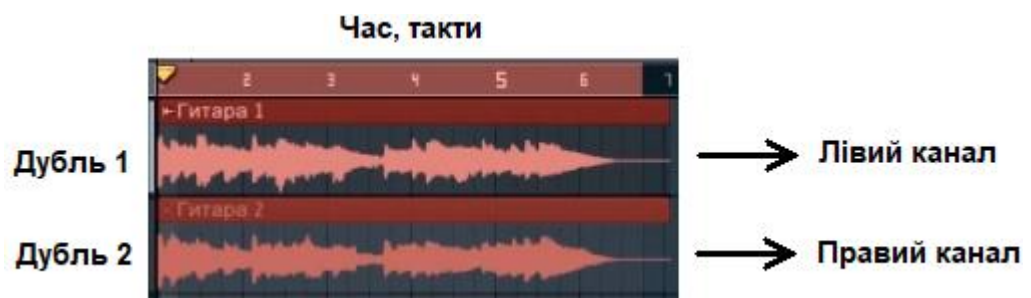 Час, такти
2 3 4 5 6 7
Гитара 1
Дубль 1
Лівий канал
Гитара 2
Дубль 2
Правий канал